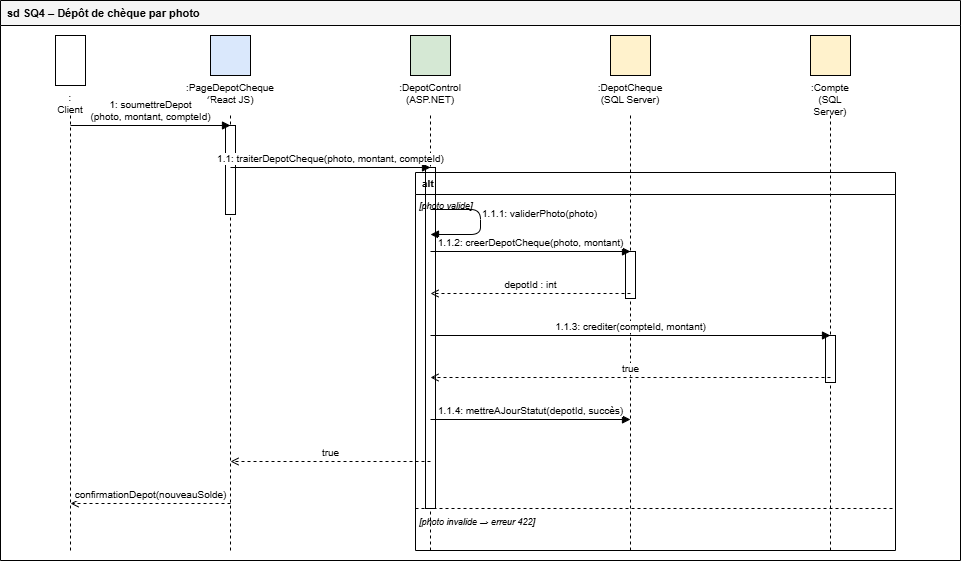 sd SQ4 – Dépôt de chèque par photo
:
Client
:PageDepotCheque
(React JS)
:DepotControl
(ASP.NET)
:DepotCheque
(SQL Server)
:Compte
(SQL
Server)
1: soumettreDepot
(photo, montant, compteId)
1.1: traiterDepotCheque(photo, montant, compteId)
alt
[photo valide]
1.1.1: validerPhoto(photo)
1.1.2: creerDepotCheque(photo, montant)
depotId : int
1.1.3: crediter(compteId, montant)
true
1.1.4: mettreAJourStatut(depotId, succès)
true
confirmationDepot(nouveauSolde)
[photo invalide → erreur 422]